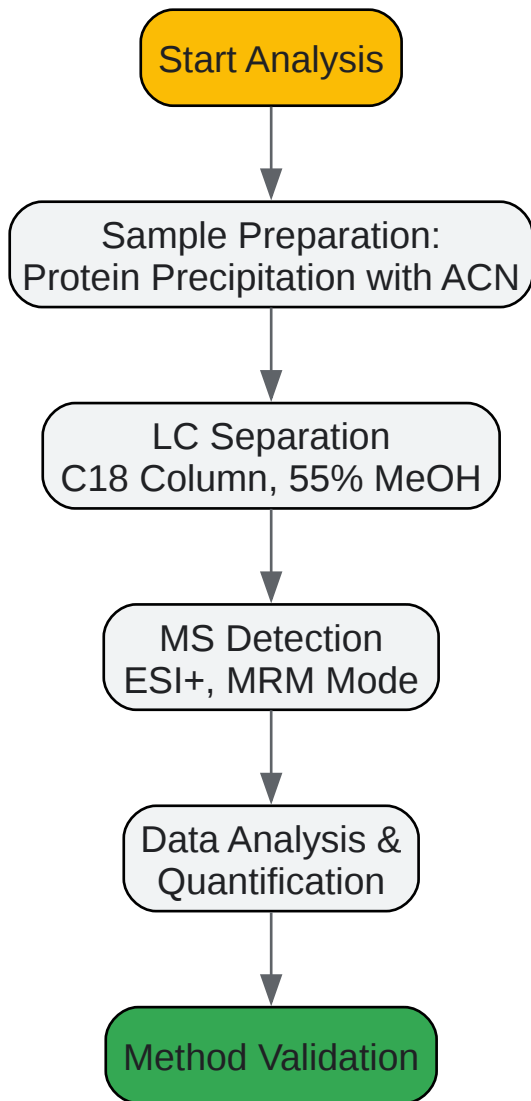 Start Analysis
Sample Preparation:
Protein Precipitation with ACN
LC Separation
C18 Column, 55% MeOH
MS Detection
ESI+, MRM Mode
Data Analysis &
Quantification
Method Validation